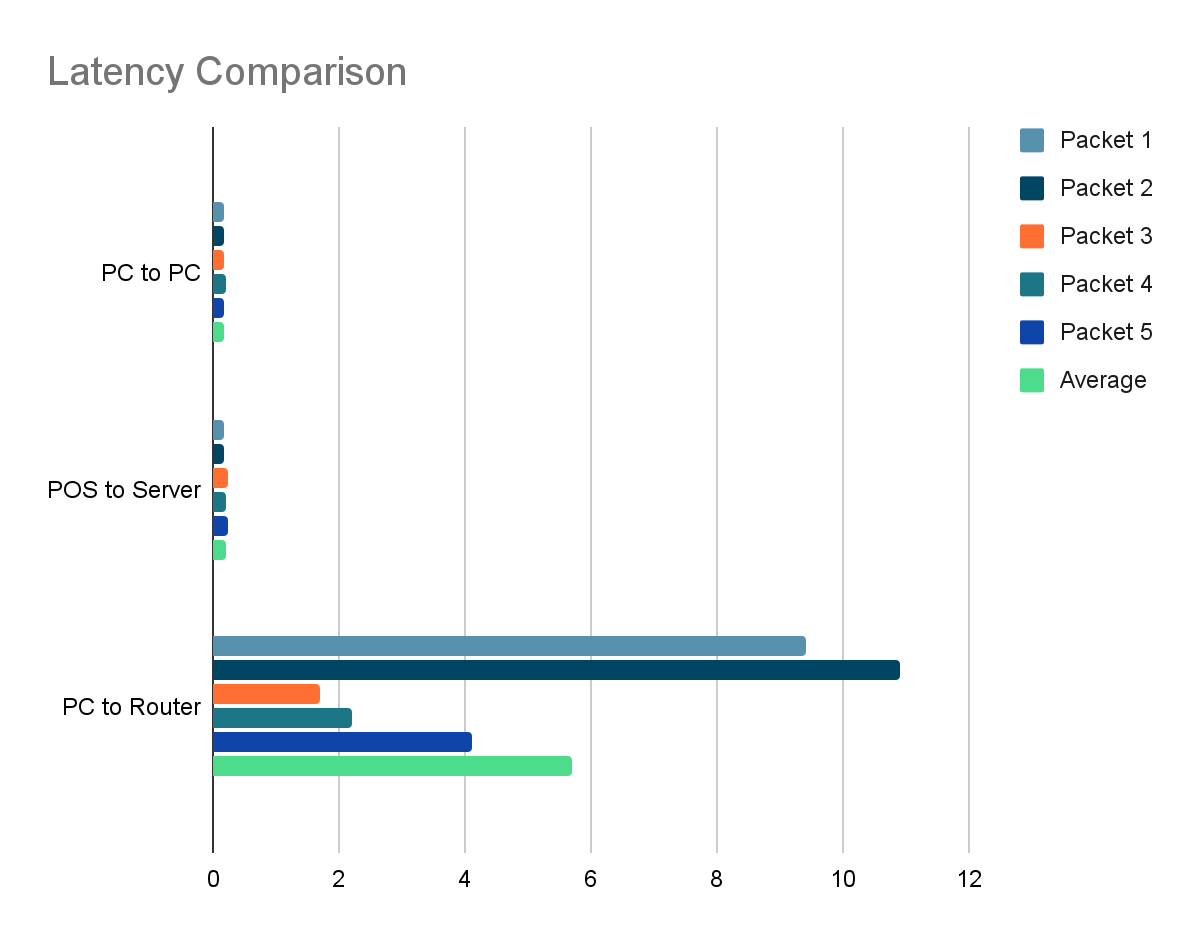 Latency Comparison
Packet 1
Packet 2
Packet 3
Packet 4
Packet 5
Average
PC to PC
POS to Server
PC to Router
0 2 4 6 8 10 12